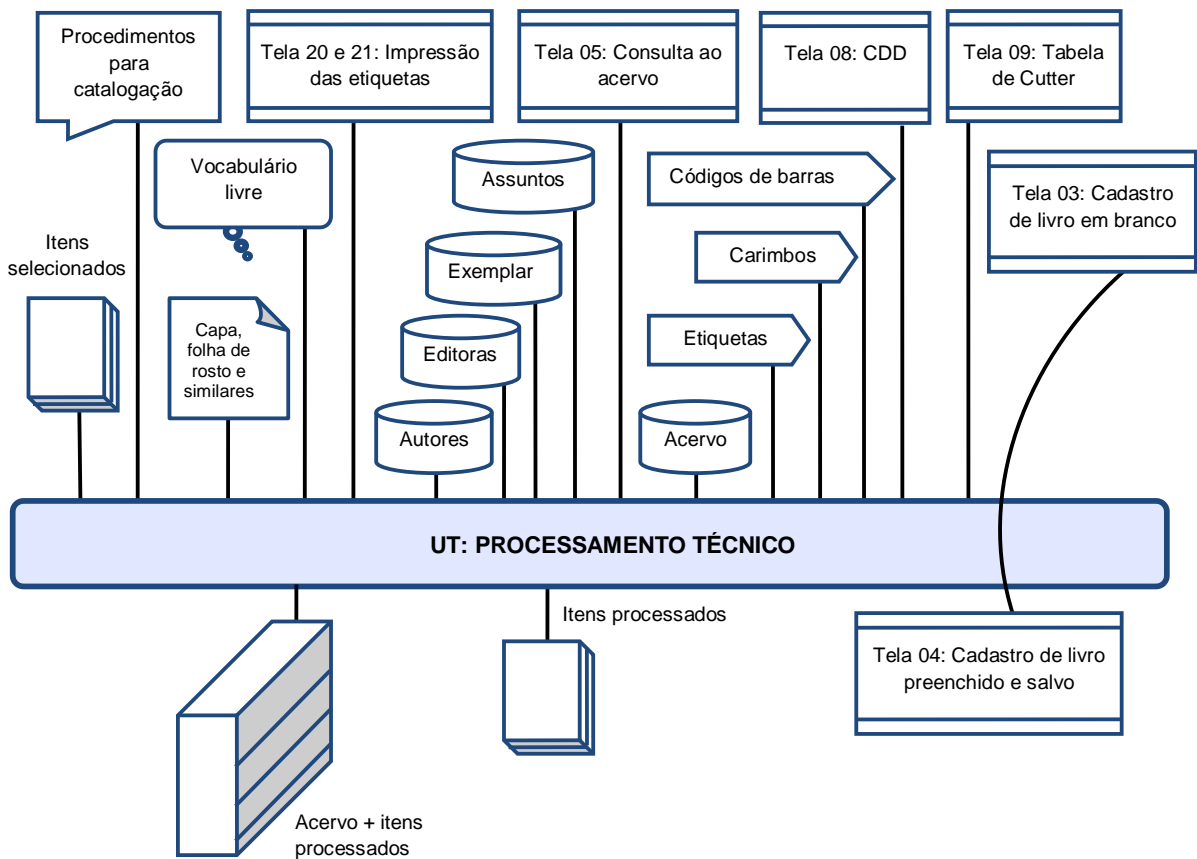 Procedimentos
para
catalogação
Tela 20 e 21: Impressão
das etiquetas
Tela 05: Consulta ao
acervo
Tela 08: CDD
Tela 09: Tabela
de Cutter
Vocabulário
livre
Assuntos
Códigos de barras
Tela 03: Cadastro
de livro em branco
Itens
selecionados
Exemplar
Carimbos
Capa,
folha de
rosto e
similares
Editoras
Etiquetas
Autores
Acervo
UT: PROCESSAMENTO TÉCNICO
Itens processados
Tela 04: Cadastro de livro
preenchido e salvo
Acervo + itens
processados